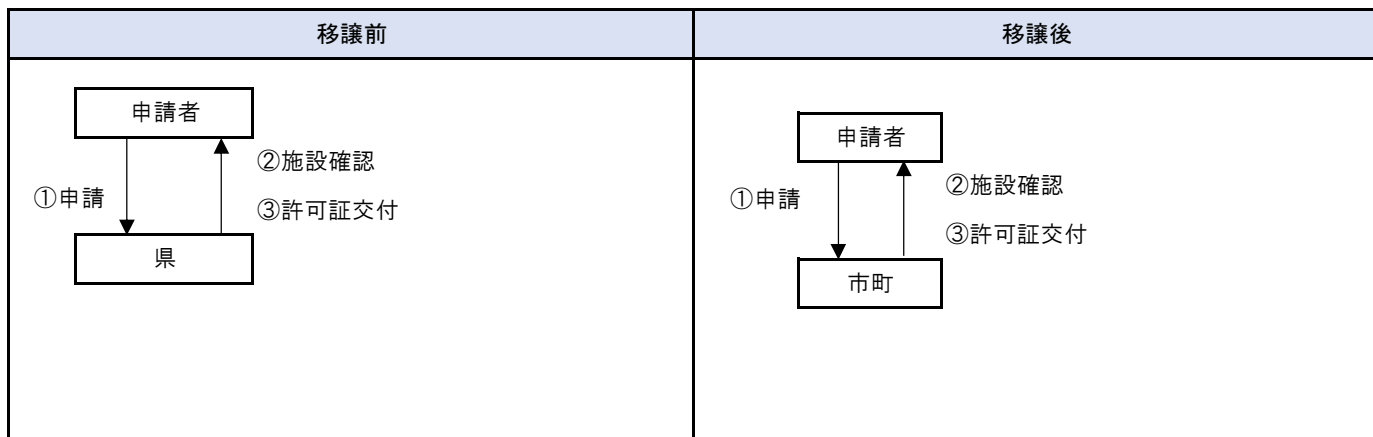 移譲前
移譲後
申請者
①申請
②施設確認
③許可証交付
県
申請者
①申請
②施設確認
③許可証交付
市町